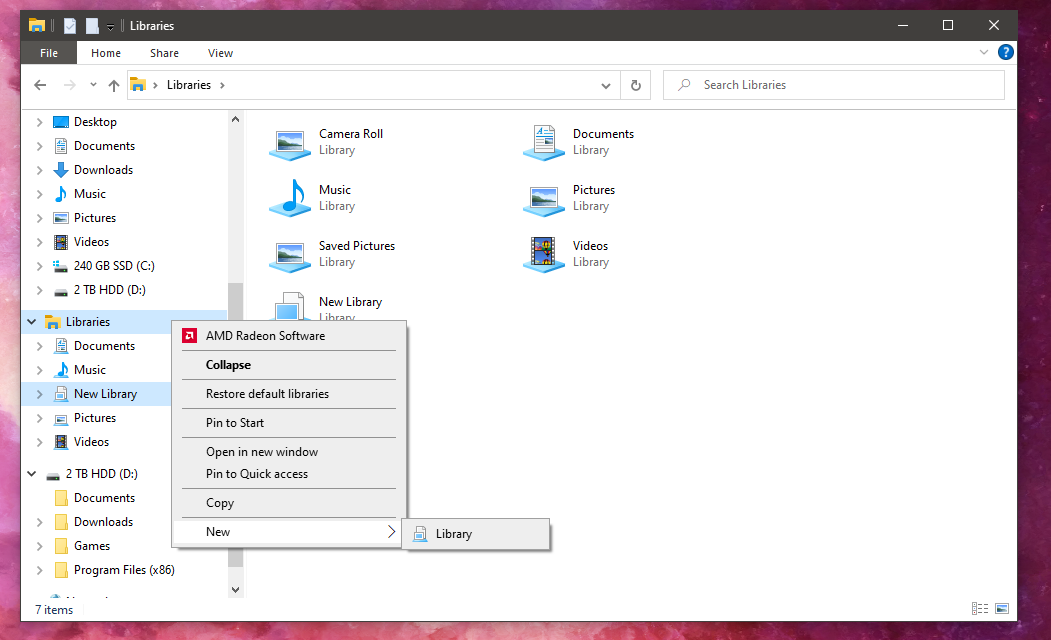 Libraries
File Home Share View
?
Libraries
Search Libraries
Desktop
Documents
Downloads
Music
Pictures
Videos
240 GB SSD (C:)
2 TB HDD (D:)
Libraries
Documents
Music
New Library
Pictures
Videos
2 TB HDD (D:)
Documents
Downloads
Games
Program Files (x86)
Camera Roll
Library
Documents
Library
Music
Library
Pictures
Library
Saved Pictures
Library
Videos
Library
New Library
Library
AMD Radeon Software
Collapse
Restore default libraries
Pin to Start
Open in new window
Pin to Quick access
Copy
New
Library
7 items